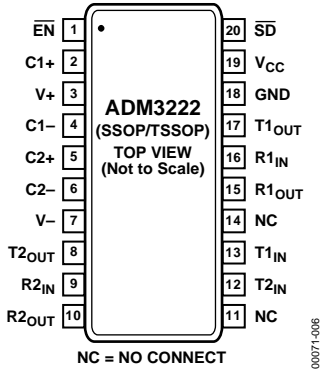 EN 1 20 SD
C1+ 2 19 VCC
V+ 3 18 GND
C1– 4 17 T1OUT
C2+ 5 16 R1IN
C2– 6 15 R1OUT
V– 7 14 NC
T2OUT 8 13 T1IN
R2IN 9 12 T2IN
R2OUT 10 11 NC
ADM3222
(SSOP/TSSOP)
TOP VIEW
(Not to Scale)
NC = NO CONNECT
00071-006